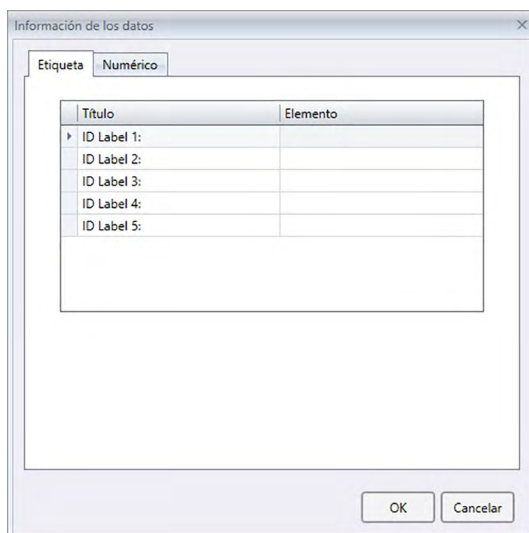 Información de los datos
Etiqueta Numérico
Título Elemento
ID Label 1:
ID Label 2:
ID Label 3:
ID Label 4:
ID Label 5:
OK Cancelar